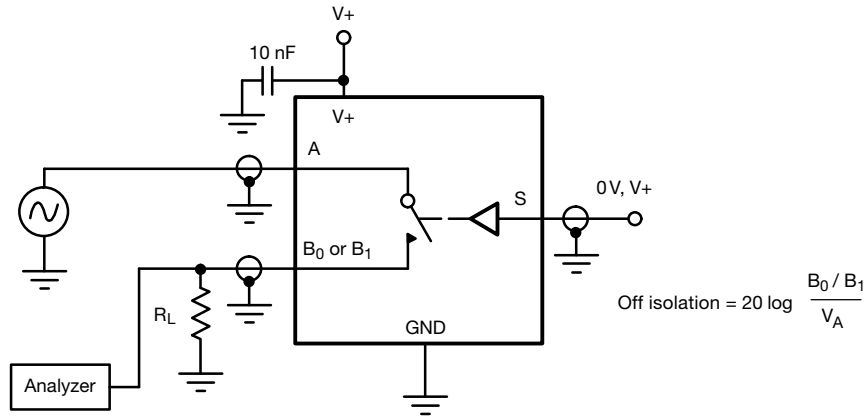 V+
10 nF
V+
A
0 V, V+
S
B₀ or B₁
Off isolation = 20 log B₀ / B₁
V_A
R_L
GND
Analyzer